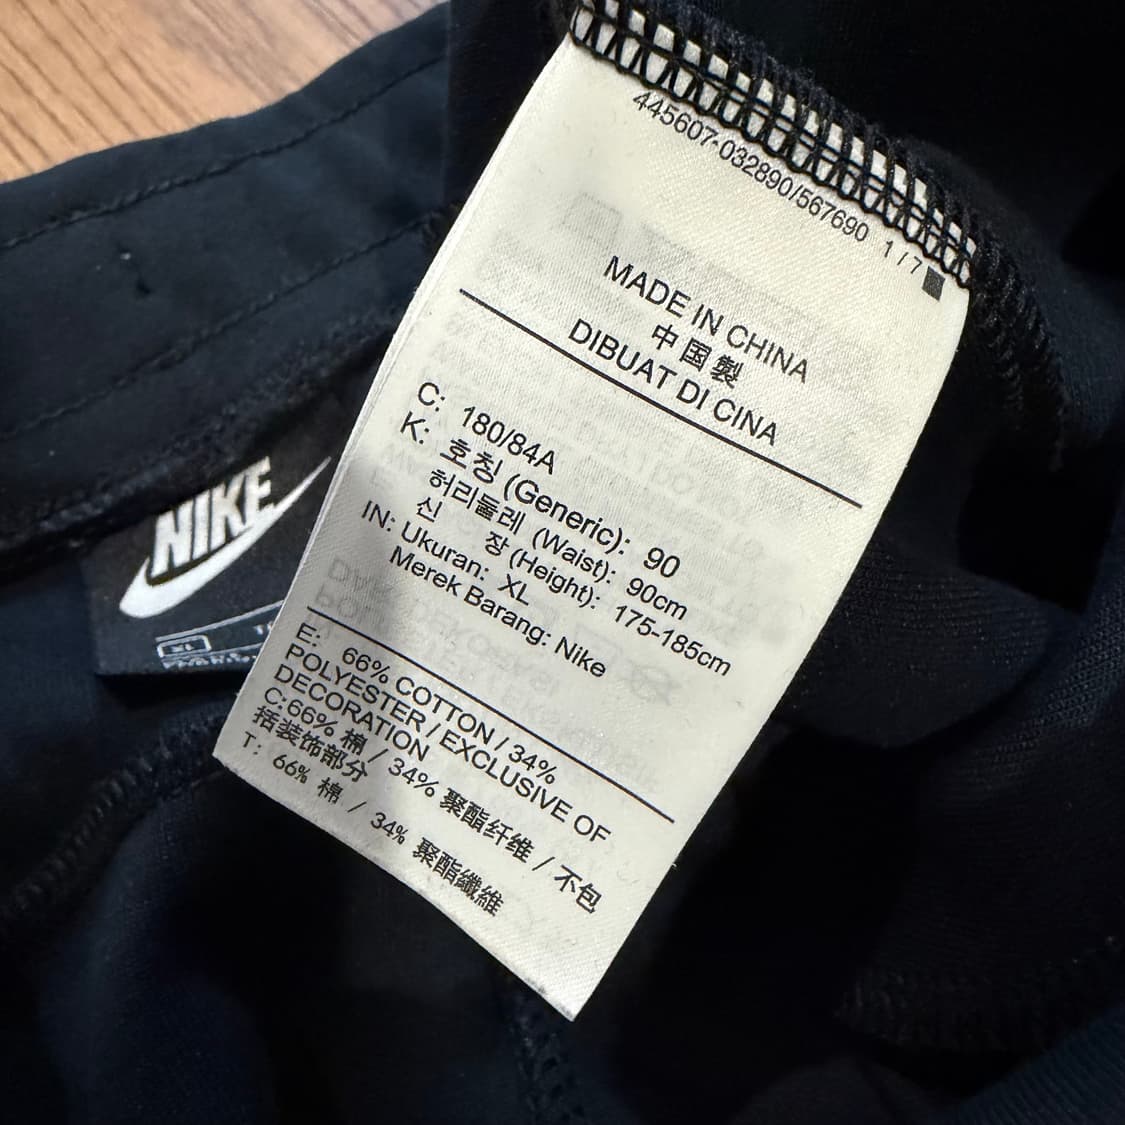 445607-032890/567690 1/7
MADE IN CHINA
中国製
DIBUAT DI CINA
C: 180/84A
K: 호칭 (Generic): 90
허리둘레 (Waist): 90cm
신 장 (Height): 175-185cm
IN: Ukuran: XL
Merek Barang: Nike
E: 66% COTTON / 34%
POLYESTER / EXCLUSIVE OF
DECORATION
C: 66% 棉 / 34% 聚酯纤维 / 不包
括装饰部分
T: 66% 棉 / 34% 聚酯纖維
NIKE
XL